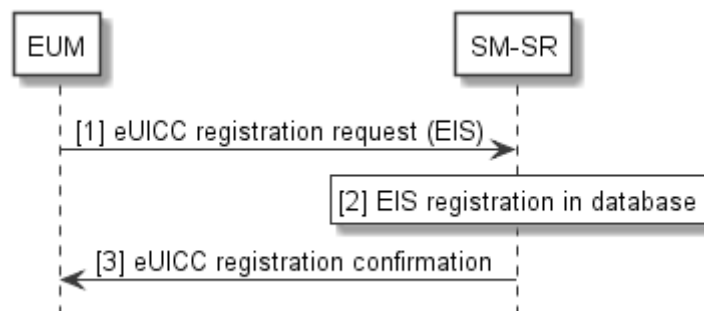 EUM
SM-SR
[1] eUICC registration request (EIS)
[2] EIS registration in database
[3] eUICC registration confirmation